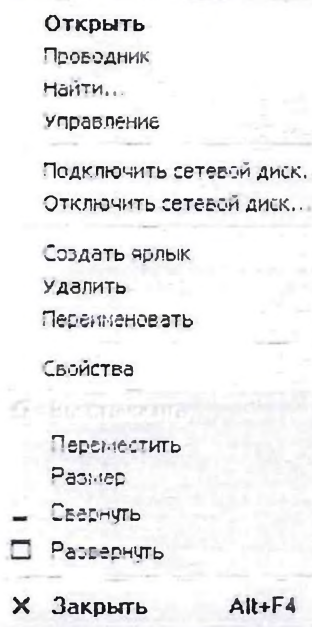 Открыть
Проводник
Найти...
Управление
Подключить сетевой диск.
Отключить сетевой диск...
Создать ярлык
Удалить
Переименовать
Свойства
Восстановить
Переместить
Размер
Свернуть
Развернуть
Закрыть Alt+F4